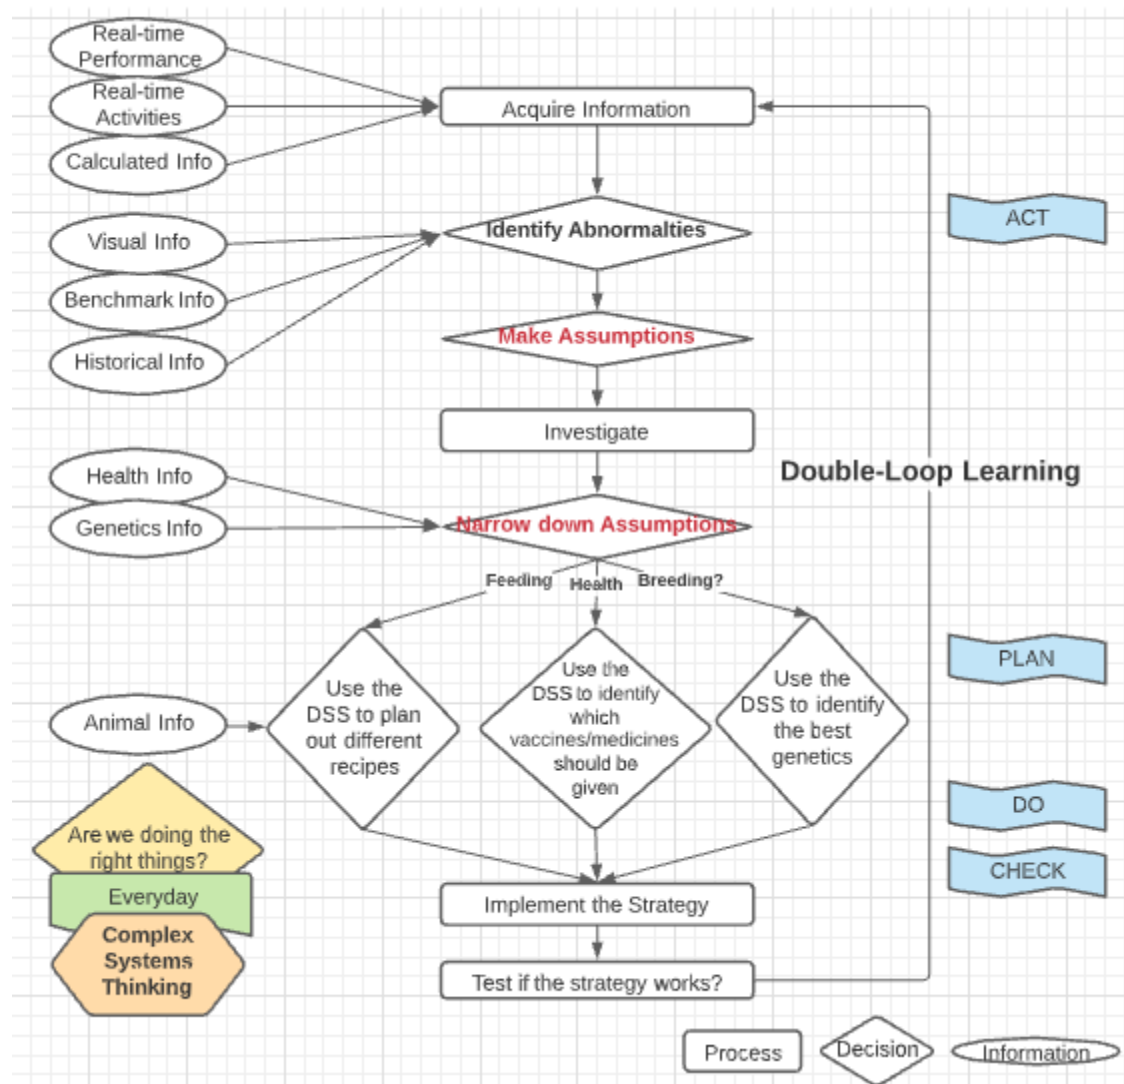 Real-time
Performance
Real-time
Activities
Calculated Info
Acquire Information
Visual Info
Benchmark Info
Historical Info
Identify Abnormalties
ACT
Make Assumptions
Investigate
Double-Loop Learning
Health Info
Genetics Info
Narrow down Assumptions
Feeding
Health
Breeding?
Animal Info
Use the
DSS to plan
out different
recipes
Use the
DSS to identify
which
vaccines/medicines
should be
given
Use the
DSS to identify
the best
genetics
PLAN
DO
CHECK
Are we doing the
right things?
Everyday
Complex
Systems
Thinking
Implement the Strategy
Test if the strategy works?
Process
Decision
Information